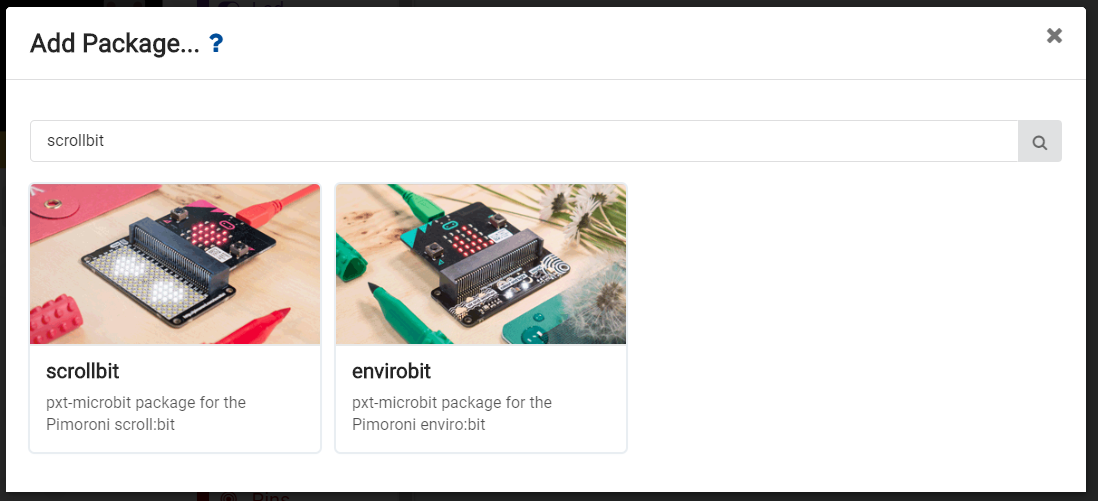 Add Package... ?
scrollbit
scrollbit
pxt-microbit package for the
Pimoroni scroll:bit
envirobit
pxt-microbit package for the
Pimoroni enviro:bit
Pins